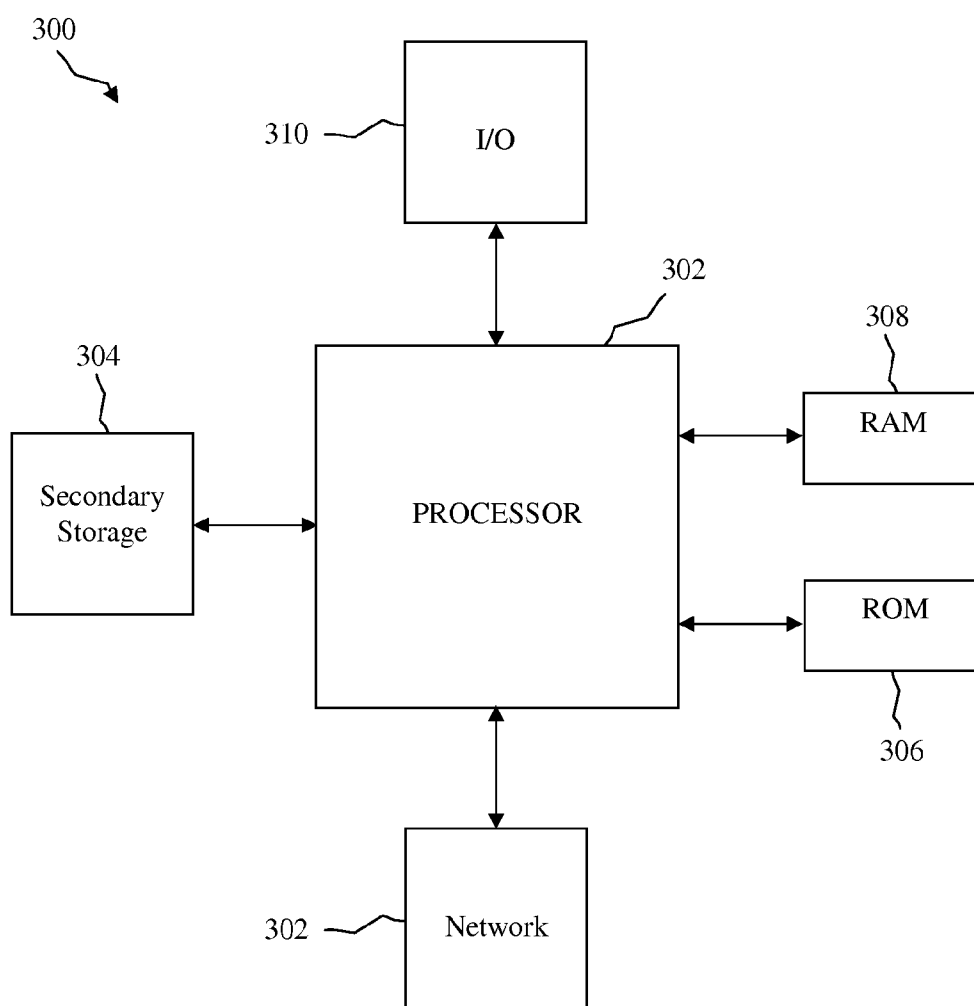 300
310
I/O
302
308
RAM
304
Secondary
Storage
PROCESSOR
ROM
306
302
Network